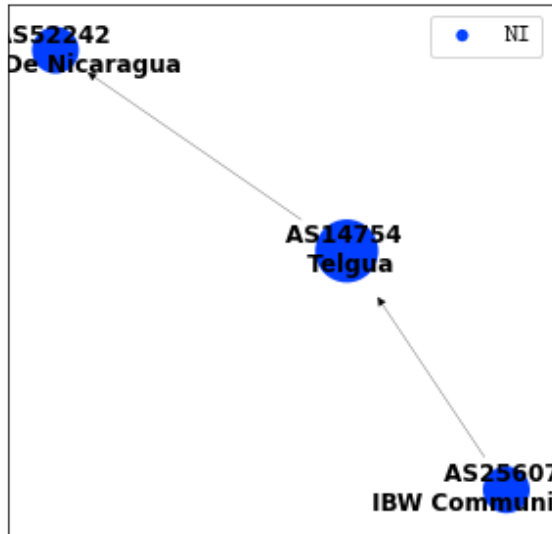 AS52242
De Nicaragua
NI
AS14754
Telgua
AS25607
IBW Communi